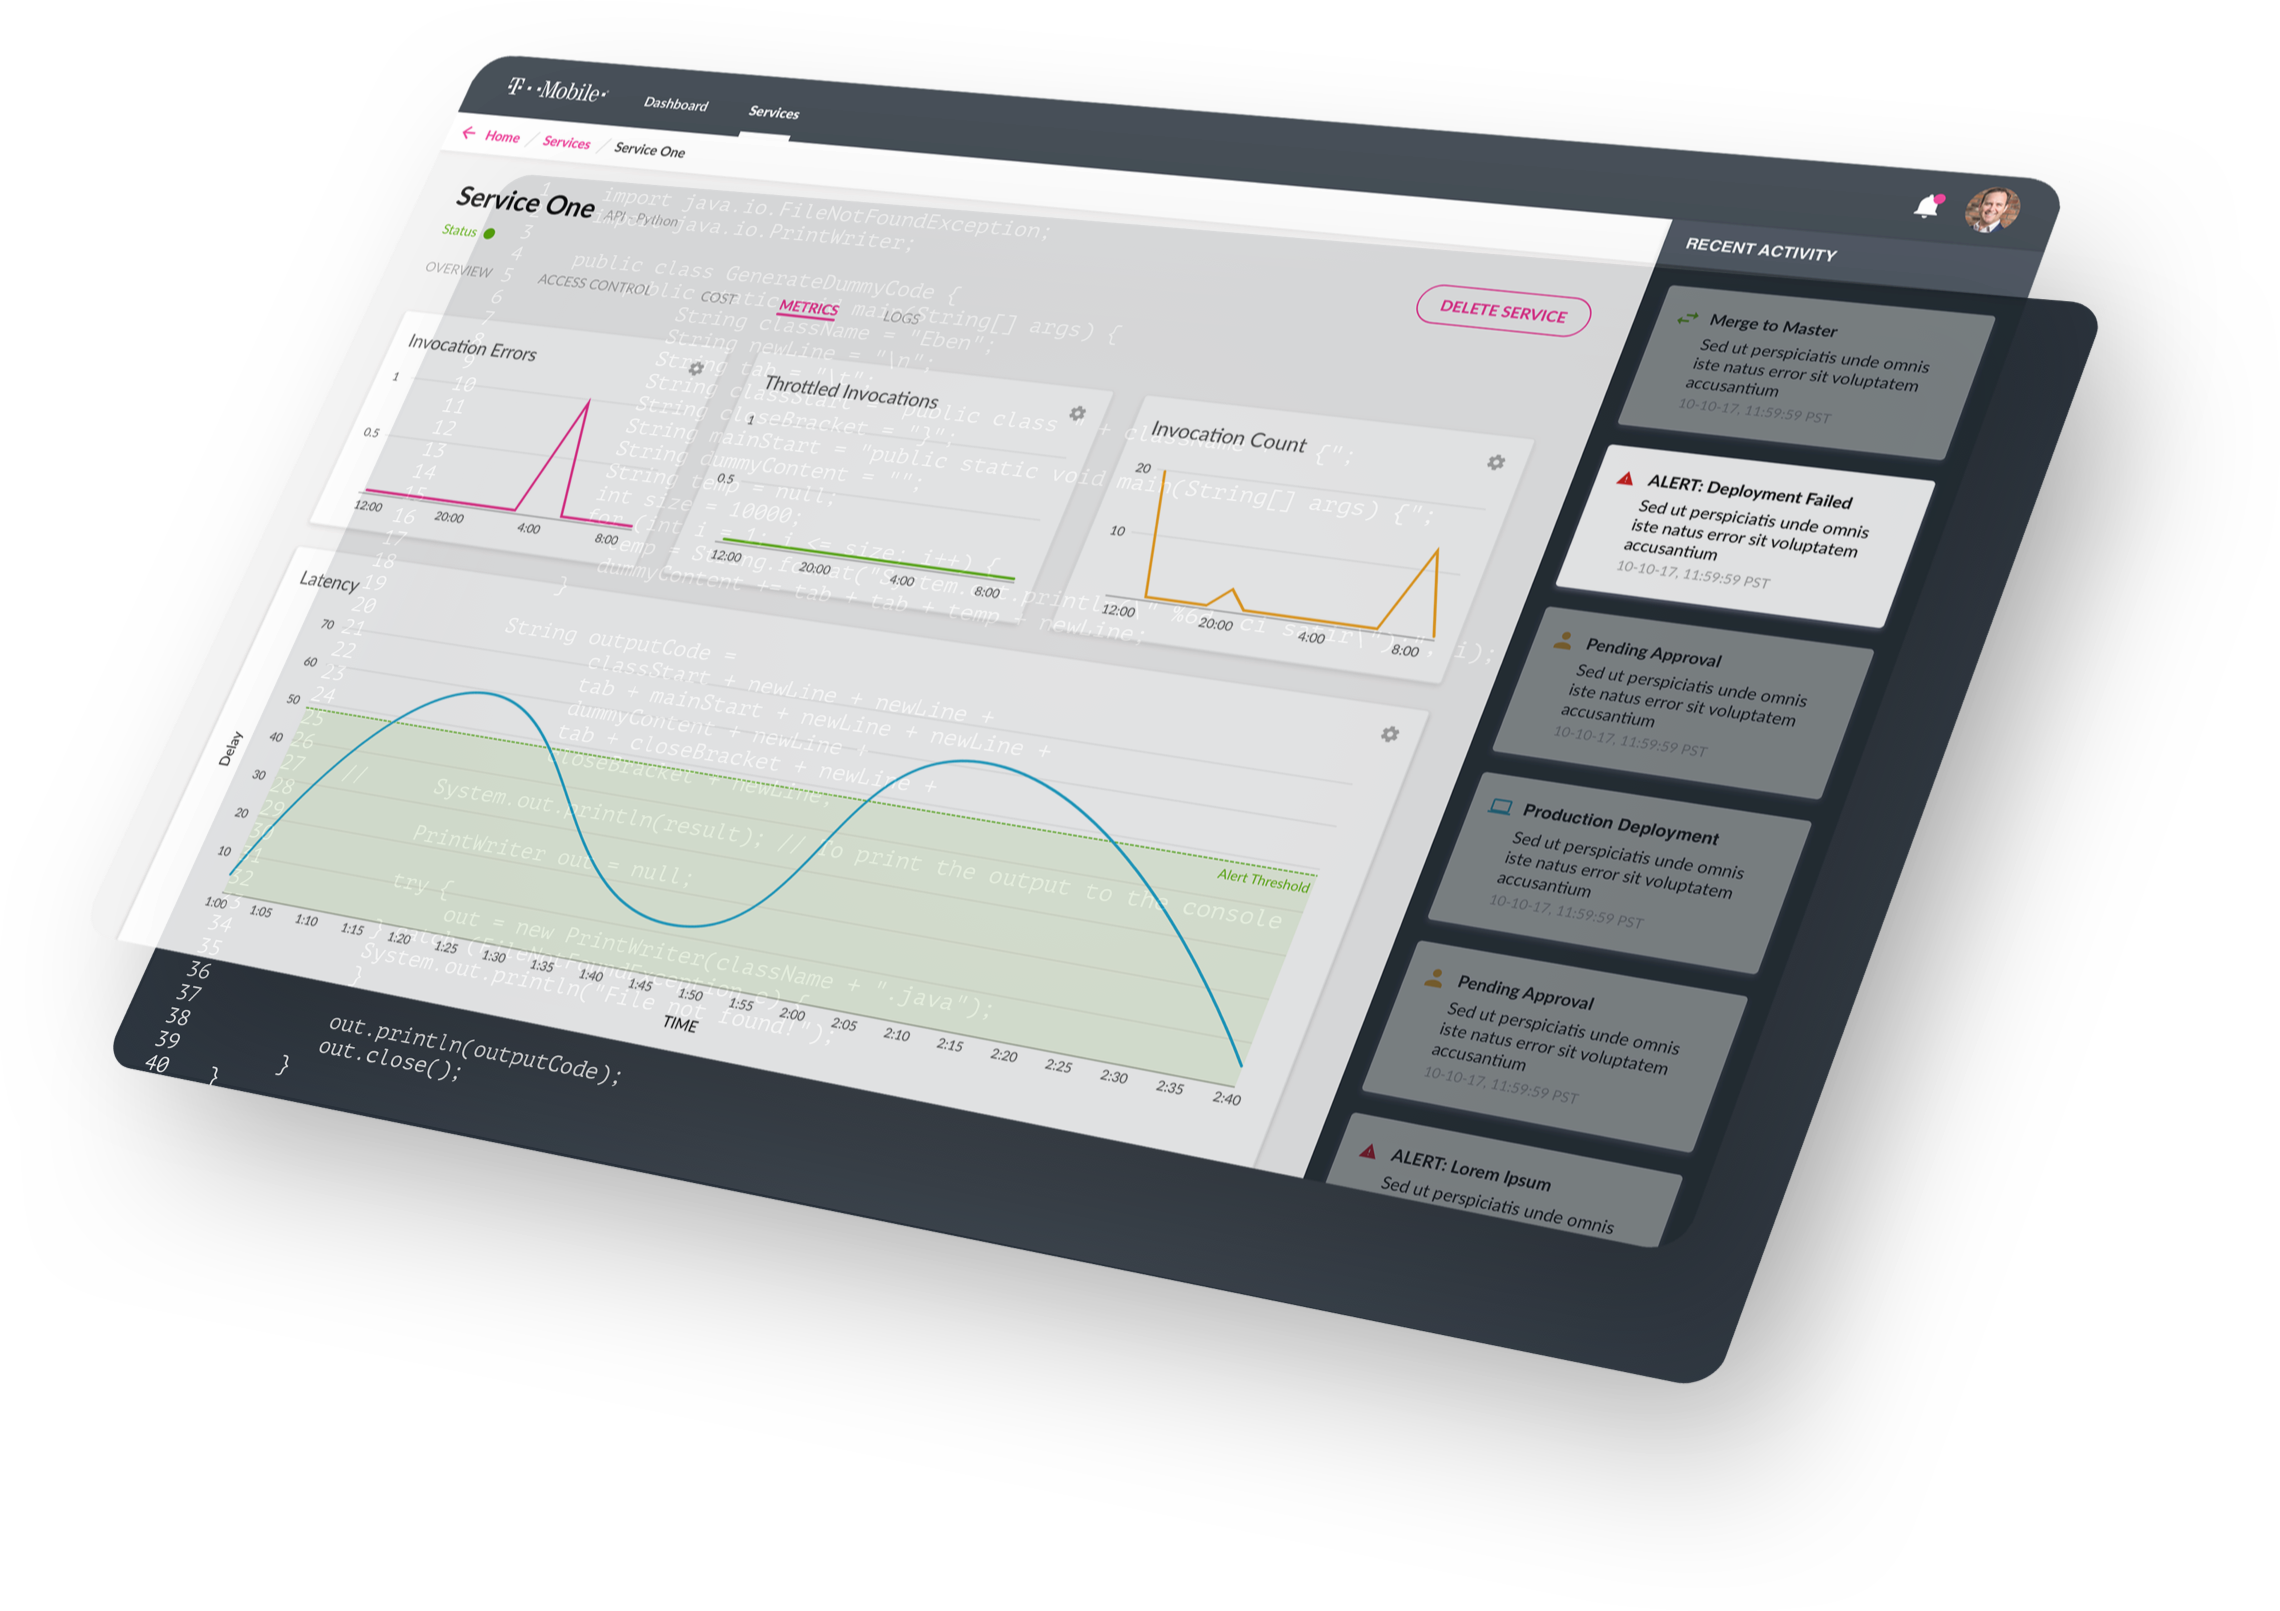 T··Mobile·
Dashboard
Services
Home / Services / Service One
Service One
API - Python
Status
OVERVIEW
ACCESS CONTROL
COST
METRICS
LOGS
DELETE SERVICE
Invocation Errors
1
0.5
12:00 20:00 4:00 8:00
Throttled Invocations
1
0.5
12:00 20:00 4:00 8:00
Invocation Count
20
10
12:00 20:00 4:00 8:00
Latency
70
60
50
40
30
20
10
Delay
Alert Threshold
1:00 1:05 1:10 1:15 1:20 1:25 1:30 1:35 1:40 1:45 1:50 1:55 2:00 2:05 2:10 2:15 2:20 2:25 2:30 2:35 2:40
TIME
RECENT ACTIVITY
Merge to Master
Sed ut perspiciatis unde omnis
iste natus error sit voluptatem
accusantium
10-10-17, 11:59:59 PST
ALERT: Deployment Failed
Sed ut perspiciatis unde omnis
iste natus error sit voluptatem
accusantium
10-10-17, 11:59:59 PST
Pending Approval
Sed ut perspiciatis unde omnis
iste natus error sit voluptatem
accusantium
10-10-17, 11:59:59 PST
Production Deployment
Sed ut perspiciatis unde omnis
iste natus error sit voluptatem
accusantium
10-10-17, 11:59:59 PST
Pending Approval
Sed ut perspiciatis unde omnis
iste natus error sit voluptatem
accusantium
10-10-17, 11:59:59 PST
ALERT: Lorem Ipsum
Sed ut perspiciatis unde omnis
1 import java.io.FileNotFoundException;
java.io.PrintWriter;
3
4 public class GenerateDummyCode {
5 main(String[] args) {
6 String className = "Eben";
7 String newLine = "\n";
8 String tab = "\t";
9 String classStart = "public class " + className {";
10 String closeBracket = "}";
11 String mainStart = "public static void main(String[] args) {";
12 String dummyContent = "";
13 String temp = null;
14 int size = 10000;
15 for (int i = 1; i <= size; i++) {
16 temp = String.format("System. i);
17 dummyContent += tab + tab + temp + newLine;
18 }
19
20 String outputCode =
21 classStart + newLine + newLine +
22 tab + mainStart + newLine + newLine +
23 dummyContent + newLine +
24 tab + closeBracket + newLine +
25 closeBracket + newLine;
26
27 // System.out.println(result); // To print the output to the console
28
29 PrintWriter out = null;
30
31 try {
32 out = new PrintWriter(className + ".java");
} catch (FileNotFoundException e) {
34 System.out.println("File not found!");
35 }
36
37 out.println(outputCode);
38 out.close();
39 }
40 }